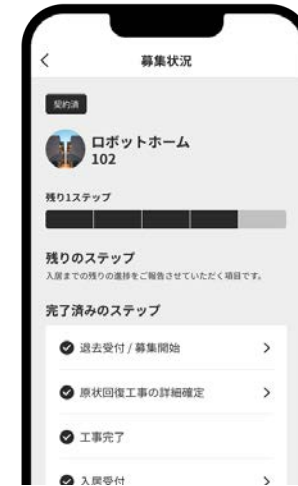 募集状況
契約済
ロボットホーム
102
残り1ステップ
残りのステップ
入居までの残りの進捗をご報告させていただく項目です。
完了済みのステップ
退去受付 / 募集開始
原状回復工事の詳細確定
工事完了
入居受付